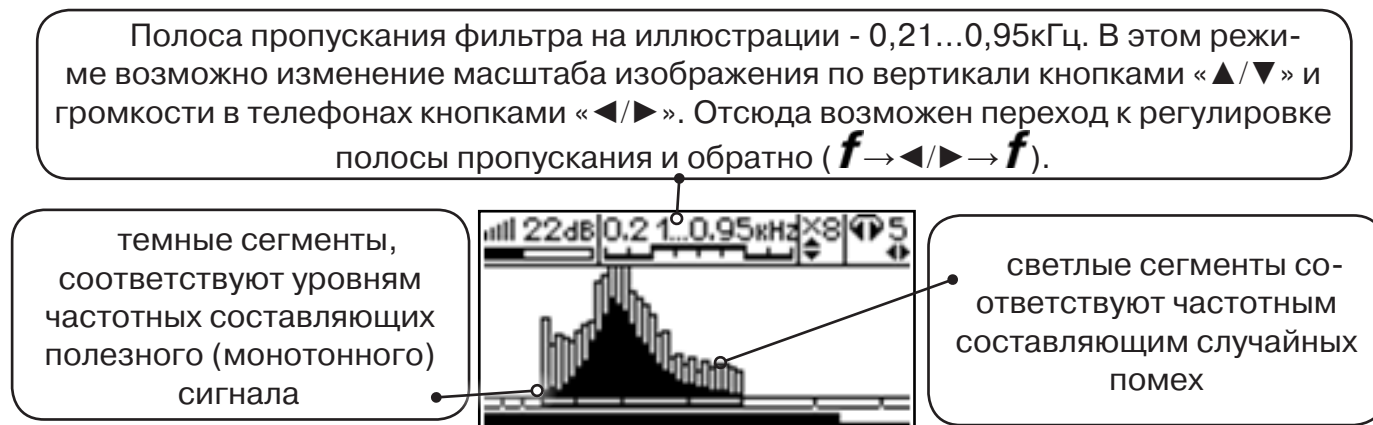 Полоса пропускания фильтра на иллюстрации - 0,21...0,95кГц. В этом режи-
ме возможно изменение масштаба изображения по вертикали кнопками «▲/▼» и
громкости в телефонах кнопками «◄/►». Отсюда возможен переход к регулировке
полосы пропускания и обратно ( f→◄/►→f ).
22dB 0.21...0.95кHz ×8 5
темные сегменты,
соответствуют уровням
частотных составляющих
полезного (монотонного)
сигнала
светлые сегменты со-
ответствуют частотным
составляющим случайных
помех